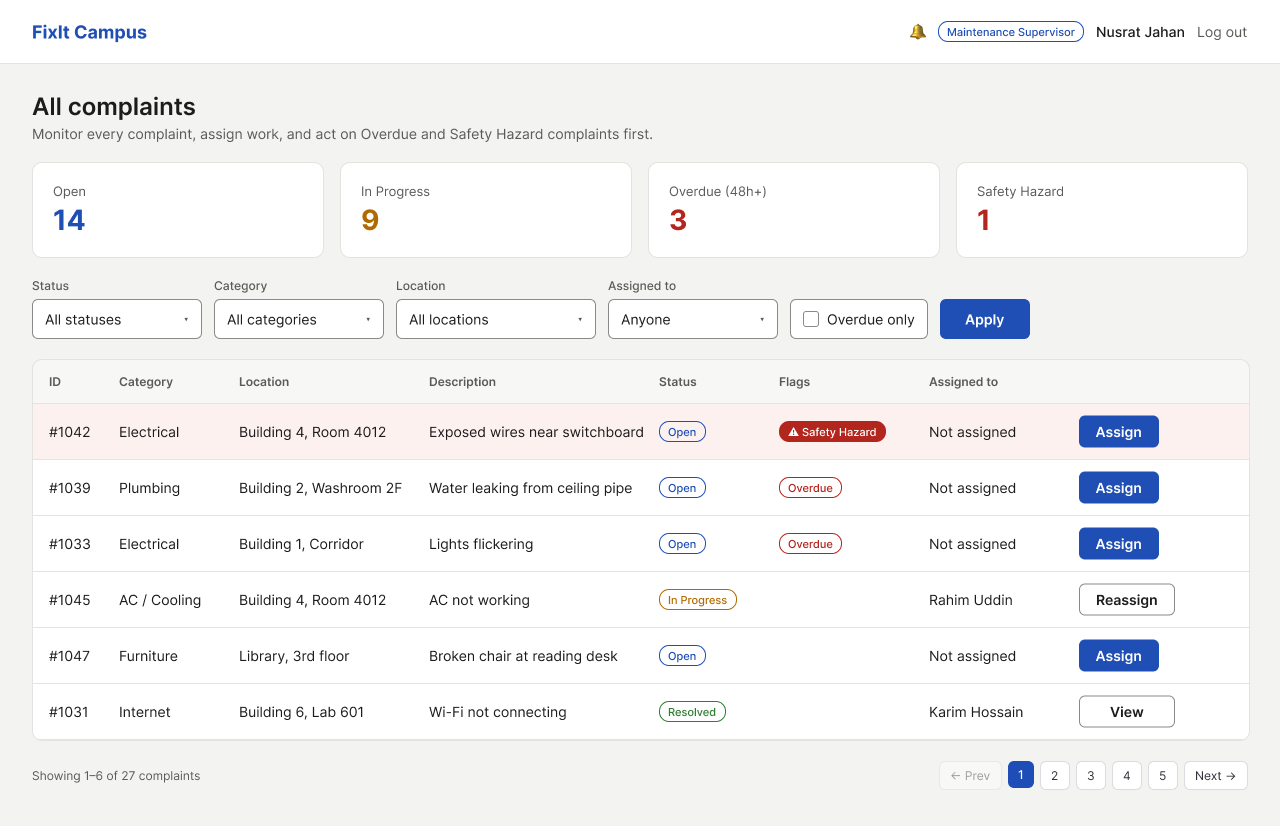 FixIt Campus
🔔 Maintenance Supervisor Nusrat Jahan Log out
All complaints
Monitor every complaint, assign work, and act on Overdue and Safety Hazard complaints first.
Open In Progress Overdue (48h+) Safety Hazard
14 9 3 1
Status Category Location Assigned to
All statuses All categories All locations Anyone Overdue only Apply
ID Category Location Description Status Flags Assigned to
#1042 Electrical Building 4, Room 4012 Exposed wires near switchboard Open ⚠ Safety Hazard Not assigned Assign
#1039 Plumbing Building 2, Washroom 2F Water leaking from ceiling pipe Open Overdue Not assigned Assign
#1033 Electrical Building 1, Corridor Lights flickering Open Overdue Not assigned Assign
#1045 AC / Cooling Building 4, Room 4012 AC not working In Progress Rahim Uddin Reassign
#1047 Furniture Library, 3rd floor Broken chair at reading desk Open Not assigned Assign
#1031 Internet Building 6, Lab 601 Wi-Fi not connecting Resolved Karim Hossain View
Showing 1–6 of 27 complaints ← Prev 1 2 3 4 5 Next →